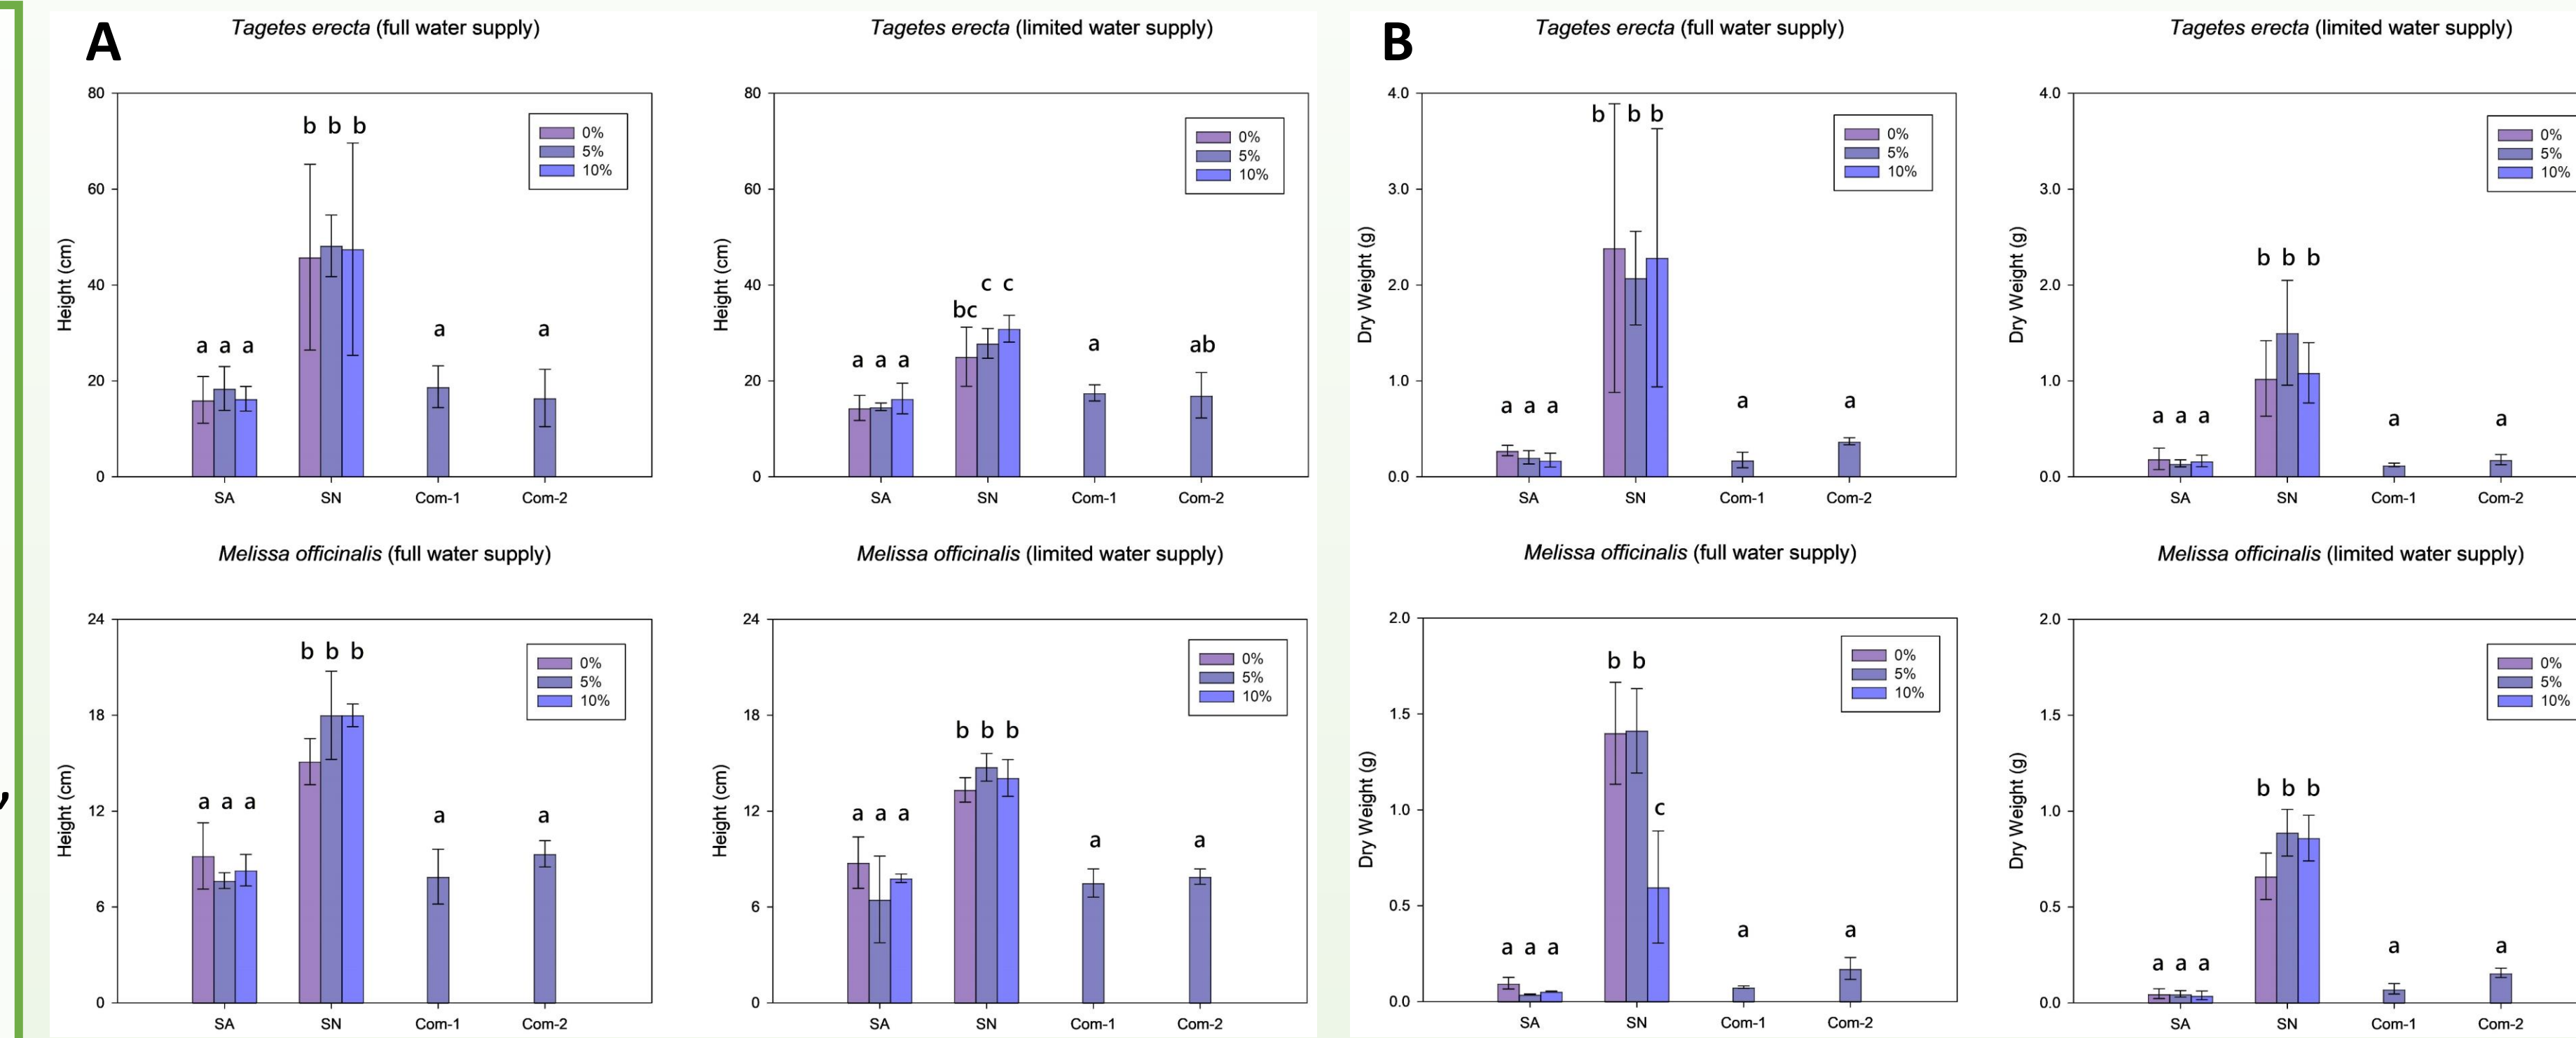 ,
A
Tagetes erecta (full water supply)
80
60
40
20
0
Height (cm)
b b b
a a a
a
a
0%
5%
10%
SA SN Com-1 Com-2
Tagetes erecta (limited water supply)
80
60
40
20
0
Height (cm)
c c
bc
a a a
a
ab
0%
5%
10%
SA SN Com-1 Com-2
Melissa officinalis (full water supply)
24
18
12
6
0
Height (cm)
b b b
a a a
a
a
0%
5%
10%
SA SN Com-1 Com-2
Melissa officinalis (limited water supply)
24
18
12
6
0
Height (cm)
b b b
a a a
a
a
0%
5%
10%
SA SN Com-1 Com-2
B
Tagetes erecta (full water supply)
4.0
3.0
2.0
1.0
0.0
Dry Weight (g)
b b b
a a a
a
a
0%
5%
10%
SA SN Com-1 Com-2
Tagetes erecta (limited water supply)
4.0
3.0
2.0
1.0
0.0
Dry Weight (g)
b b b
a a a
a
a
0%
5%
10%
SA SN Com-1 Com-2
Melissa officinalis (full water supply)
2.0
1.5
1.0
0.5
0.0
Dry Weight (g)
b b
c
a a a
a
a
0%
5%
10%
SA SN Com-1 Com-2
Melissa officinalis (limited water supply)
2.0
1.5
1.0
0.5
0.0
Dry Weight (g)
b b b
a a a
a
a
0%
5%
10%
SA SN Com-1 Com-2